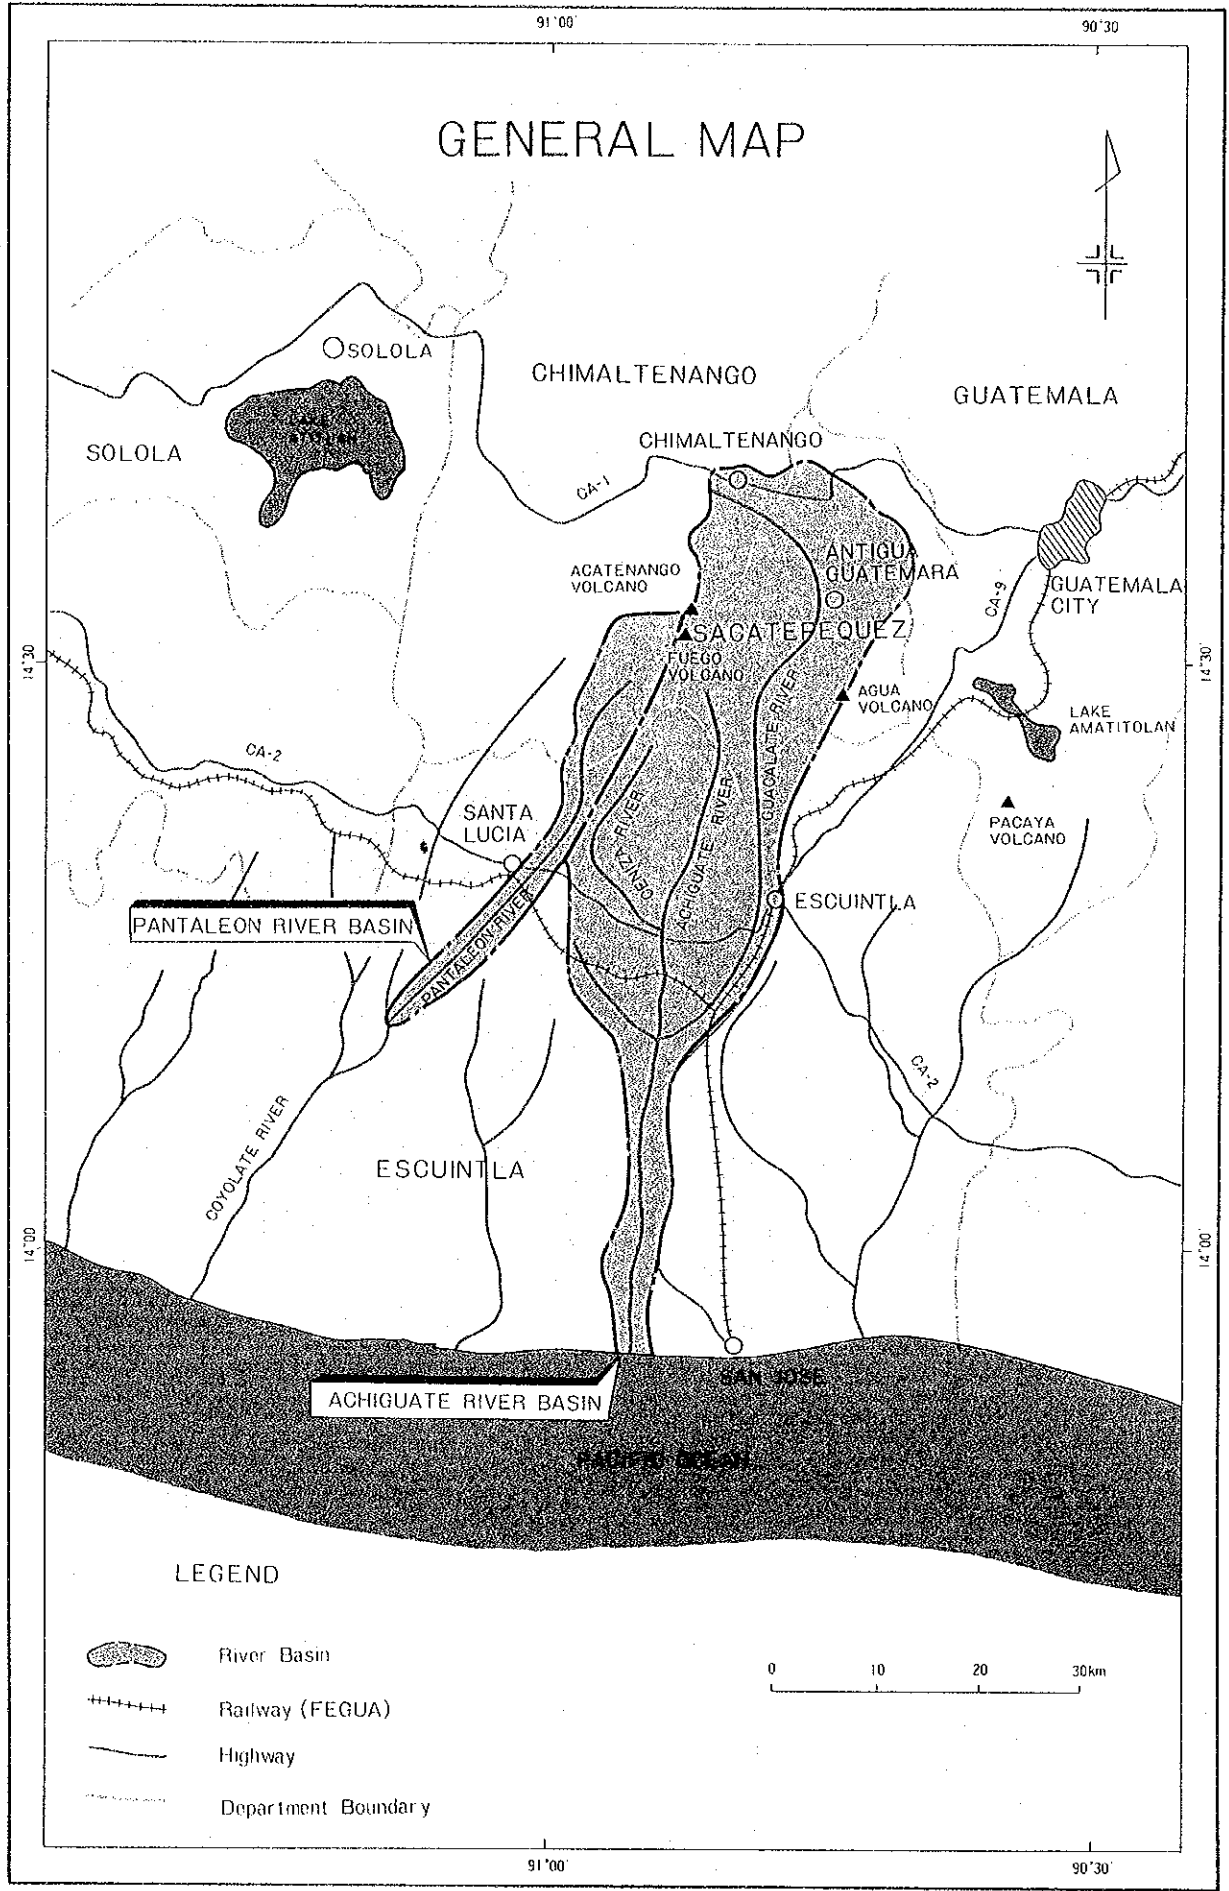 91°00'
90°30'
GENERAL MAP
SOLOLA
CHIMALTENANGO
GUATEMALA
CHIMALTENANGO
LAKE
ATITLAN
SOLOLA
CA-1
ANTIGUA
GUATEMARA
ACATENANGO
VOLCANO
GUATEMALA
CITY
CA-9
SACATEPEQUEZ
FUEGO
VOLCANO
14°30'
14°30'
AGUA
VOLCANO
LAKE
AMATITOLAN
GUACALATE RIVER
CA-2
SANTA
LUCIA
CENIZA RIVER
ACHIGUATE RIVER
PACAYA
VOLCANO
ESCUINTLA
PANTALEON RIVER BASIN
PANTALEON RIVER
CA-2
COYOLATE RIVER
ESCUINTLA
14°00'
14°00'
SAN JOSE
ACHIGUATE RIVER BASIN
PACIFIC OCEAN
LEGEND
River Basin
Railway (FEGUA)
Highway
Department Boundary
0 10 20 30km
91°00'
90°30'